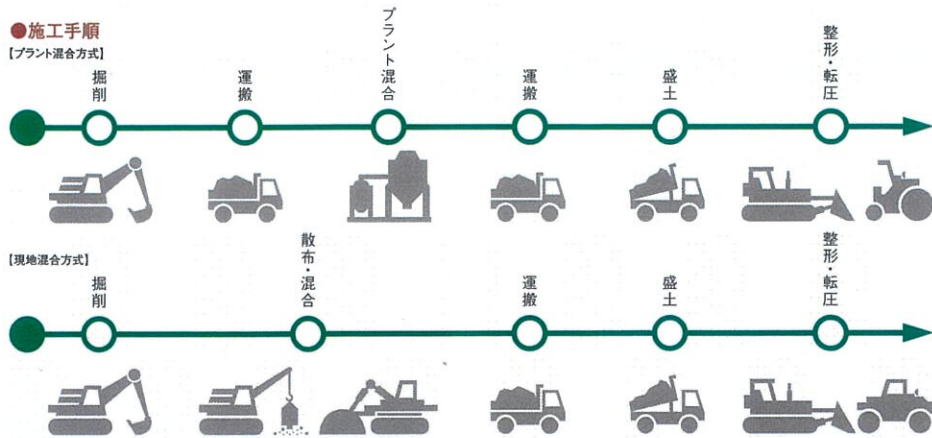 ●施工手順
【プラント混合方式】
掘削
運搬
プラント混合
運搬
盛土
整形・転圧
【現地混合方式】
掘削
散布・混合
運搬
盛土
整形・転圧